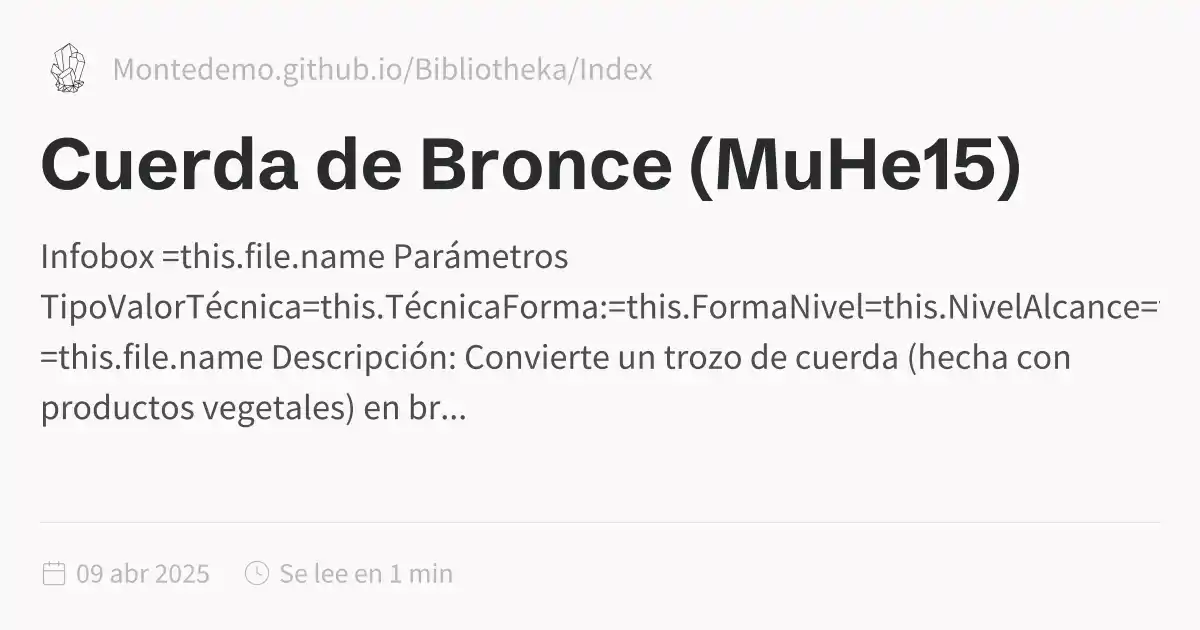 Montedemo.github.io/Bibliotheka/Index
Cuerda de Bronce (MuHe15)
Infobox =this.file.name Parámetros
TipoValorTécnica=this.TécnicaForma:=this.FormaNivel=this.NivelAlcance=
=this.file.name Descripción: Convierte un trozo de cuerda (hecha con
productos vegetales) en br...
09 abr 2025 Se lee en 1 min